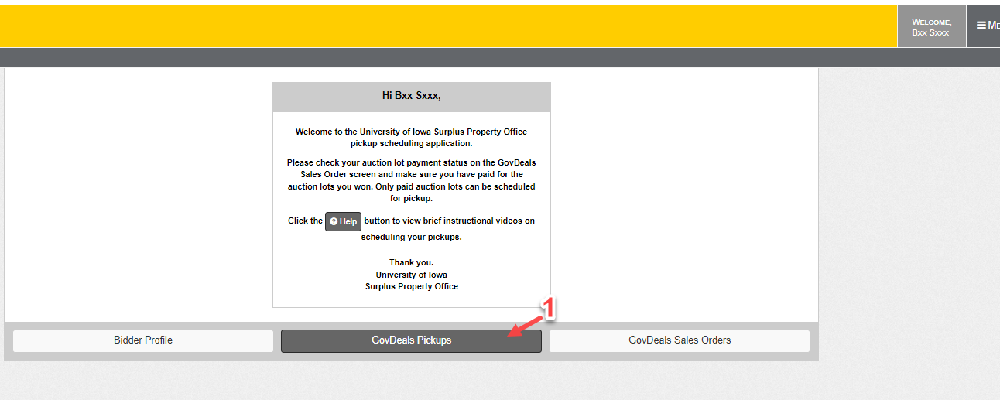 WELCOME,
Bxx Sxxx
Hi Bxx Sxxx,
Welcome to the University of Iowa Surplus Property Office
pickup scheduling application.
Please check your auction lot payment status on the GovDeals
Sales Order screen and make sure you have paid for the
auction lots you won. Only paid auction lots can be scheduled
for pickup.
Click the Help button to view brief instructional videos on
scheduling your pickups.
Thank you.
University of Iowa
Surplus Property Office
1
Bidder Profile
GovDeals Pickups
GovDeals Sales Orders